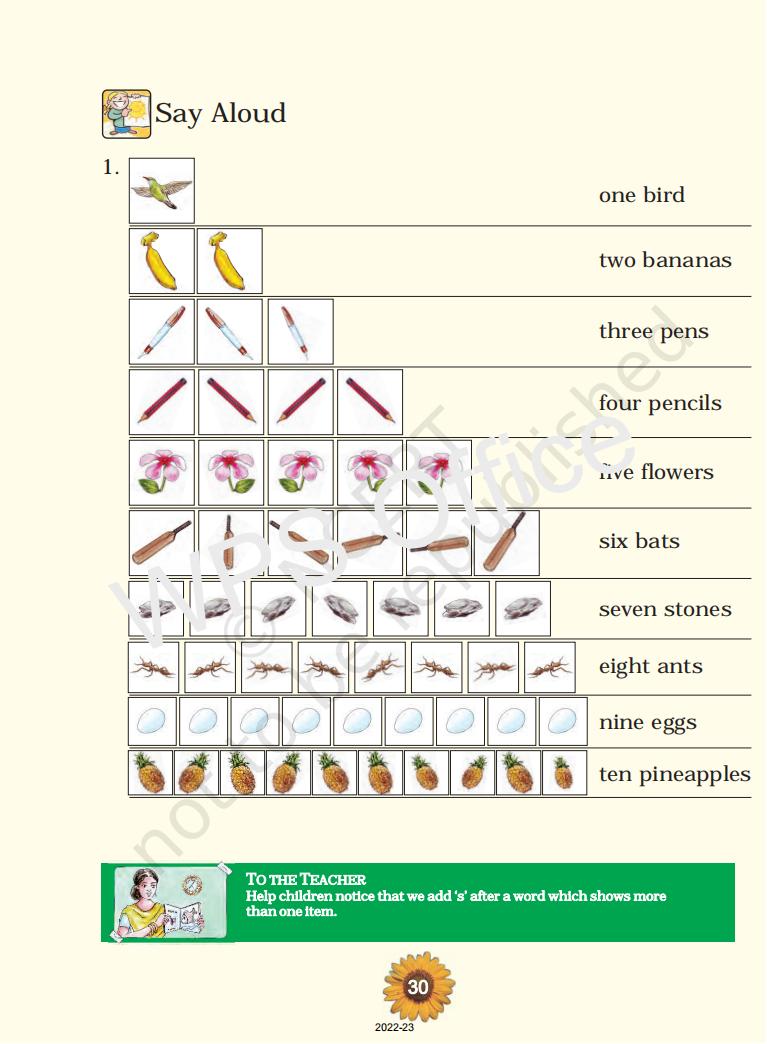 Say Aloud
1.
one bird
two bananas
three pens
four pencils
five flowers
six bats
seven stones
eight ants
nine eggs
ten pineapples
WPS Office
© NCERT
not to be republished
TO THE TEACHER
Help children notice that we add ‘s’ after a word which shows more
than one item.
30
2022-23